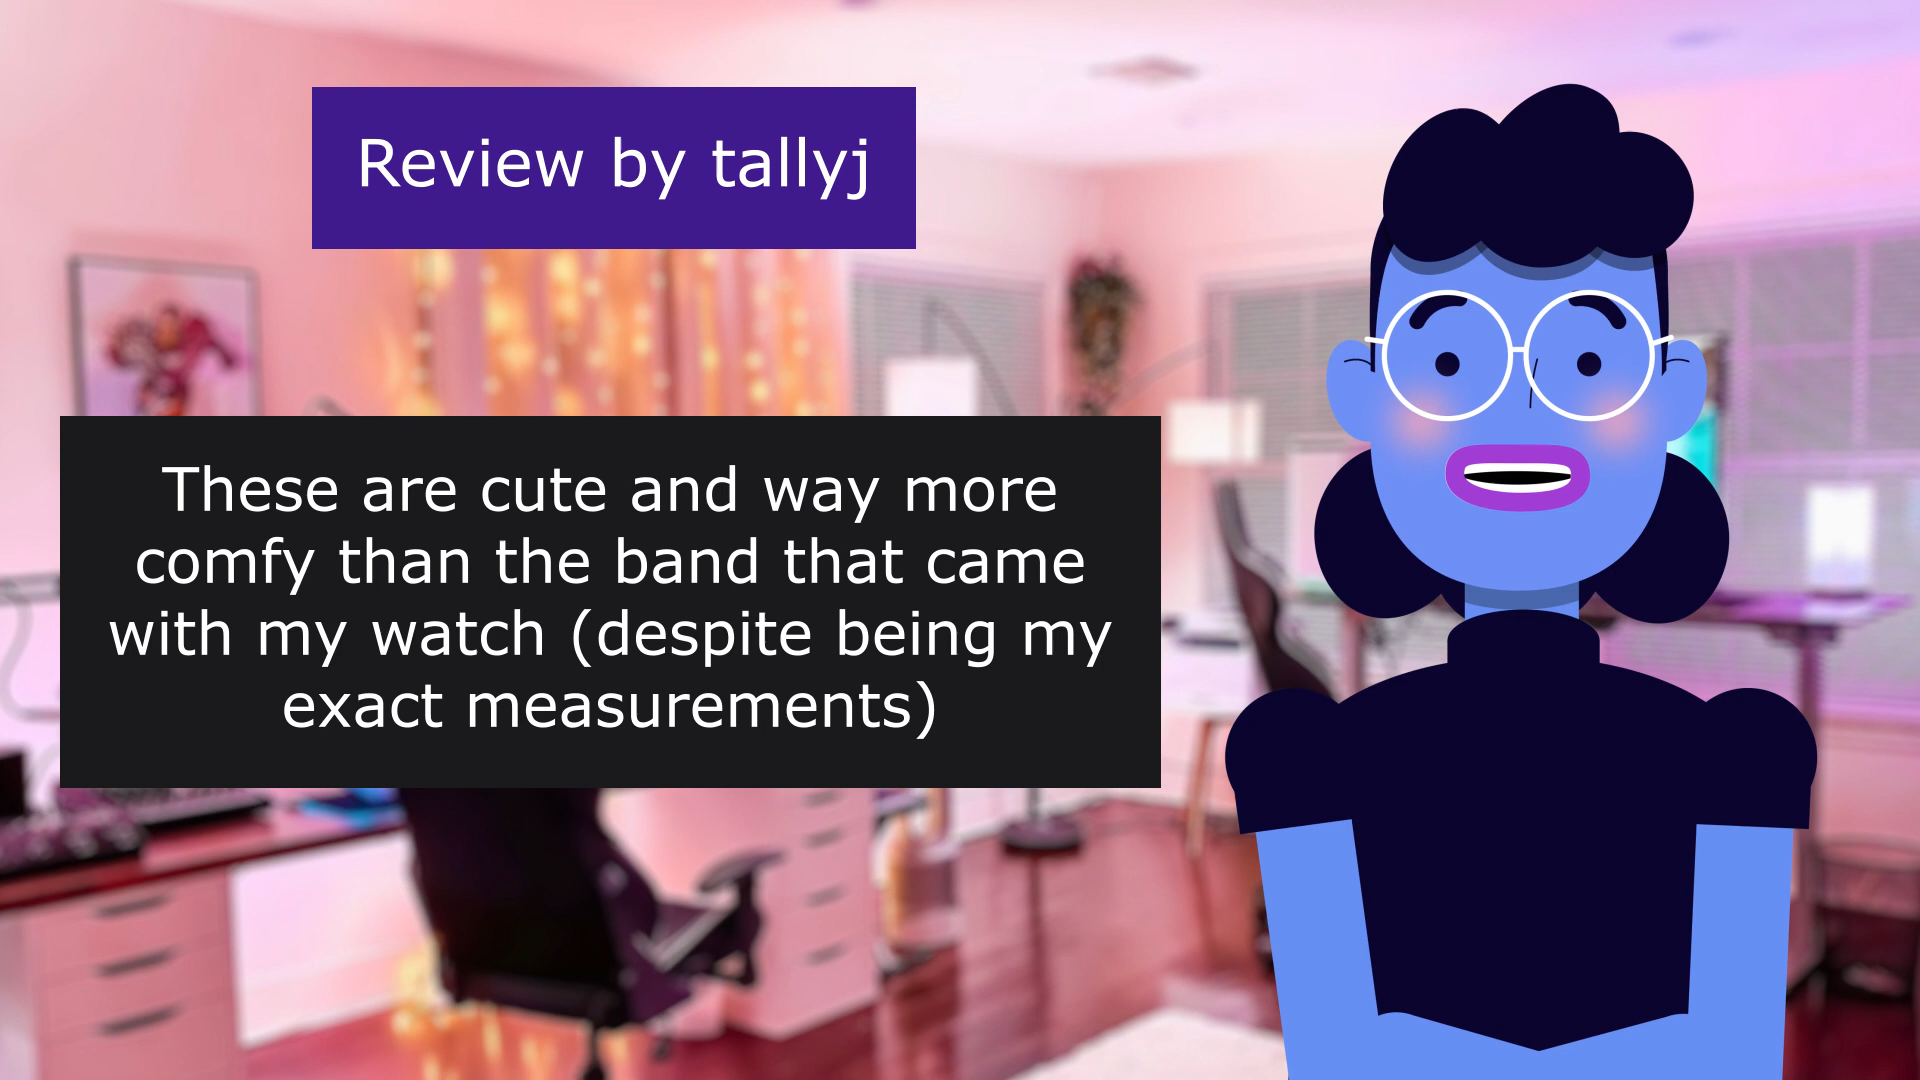 Review by tallyj
These are cute and way more
comfy than the band that came
with my watch (despite being my
exact measurements)